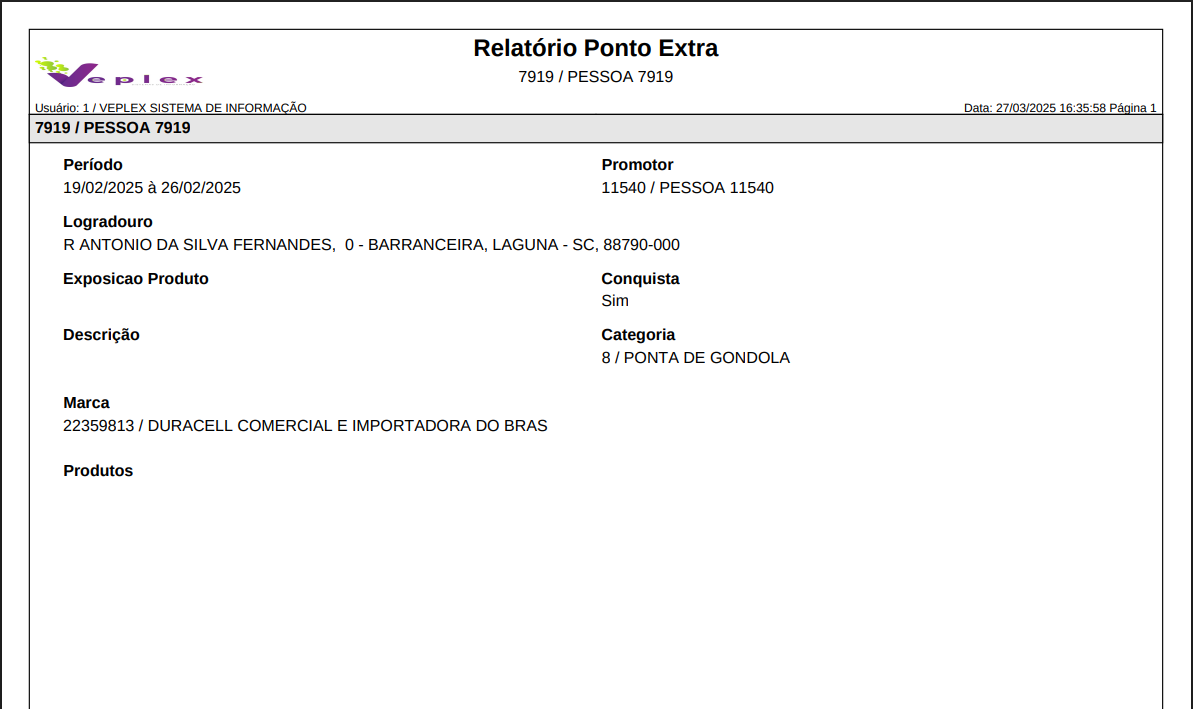 Relatório Ponto Extra
7919 / PESSOA 7919
veplex
Usuário: 1 / VEPLEX SISTEMA DE INFORMAÇÃO
Data: 27/03/2025 16:35:58 Página 1
7919 / PESSOA 7919
Período
Promotor
19/02/2025 à 26/02/2025
11540 / PESSOA 11540
Logradouro
R ANTONIO DA SILVA FERNANDES,  0 - BARRANCEIRA, LAGUNA - SC, 88790-000
Exposicao Produto
Conquista
Sim
Descrição
Categoria
8 / PONTA DE GONDOLA
Marca
22359813 / DURACELL COMERCIAL E IMPORTADORA DO BRAS
Produtos